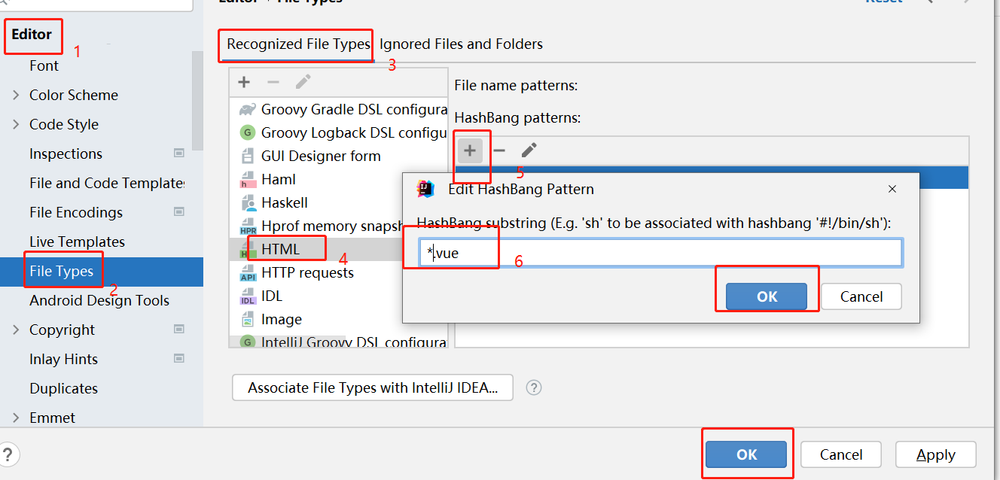 Editor › File Types
Reset
Editor
1
Font
Color Scheme
Code Style
Inspections
File and Code Templates
File Encodings
Live Templates
File Types
2
Android Design Tools
Copyright
Inlay Hints
Duplicates
Emmet
?
Recognized File Types
Ignored Files and Folders
3
Groovy Gradle DSL configura
Groovy Logback DSL configu
GUI Designer form
Haml
Haskell
Hprof memory snapsh
HTML
4
HTTP requests
IDL
Image
IntelliJ Groovy DSL configura
File name patterns:
HashBang patterns:
5
Edit HashBang Pattern
HashBang substring (E.g. 'sh' to be associated with hashbang '#!/bin/sh'):
*.vue
6
OK
Cancel
Associate File Types with IntelliJ IDEA...
?
OK
Cancel
Apply